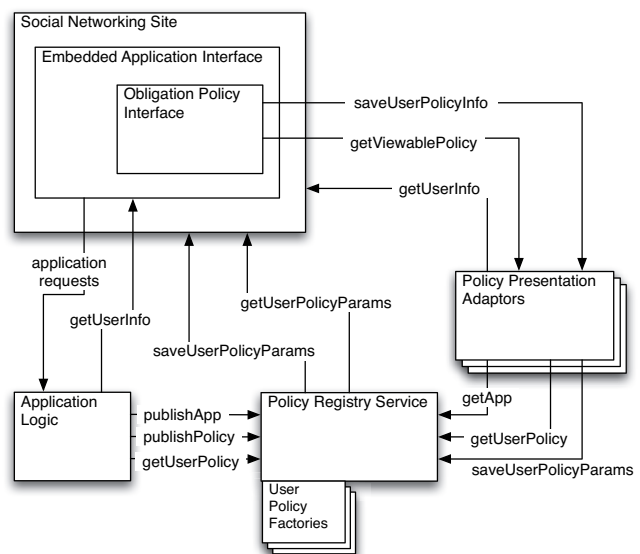 Social Networking Site
Embedded Application Interface
Obligation Policy
Interface
saveUserPolicyInfo
getViewablePolicy
getUserInfo
application
requests
getUserInfo
getUserPolicyParams
saveUserPolicyParams
Policy Presentation
Adaptors
Application
Logic
publishApp
publishPolicy
getUserPolicy
Policy Registry Service
getApp
getUserPolicy
saveUserPolicyParams
User
Policy
Factories